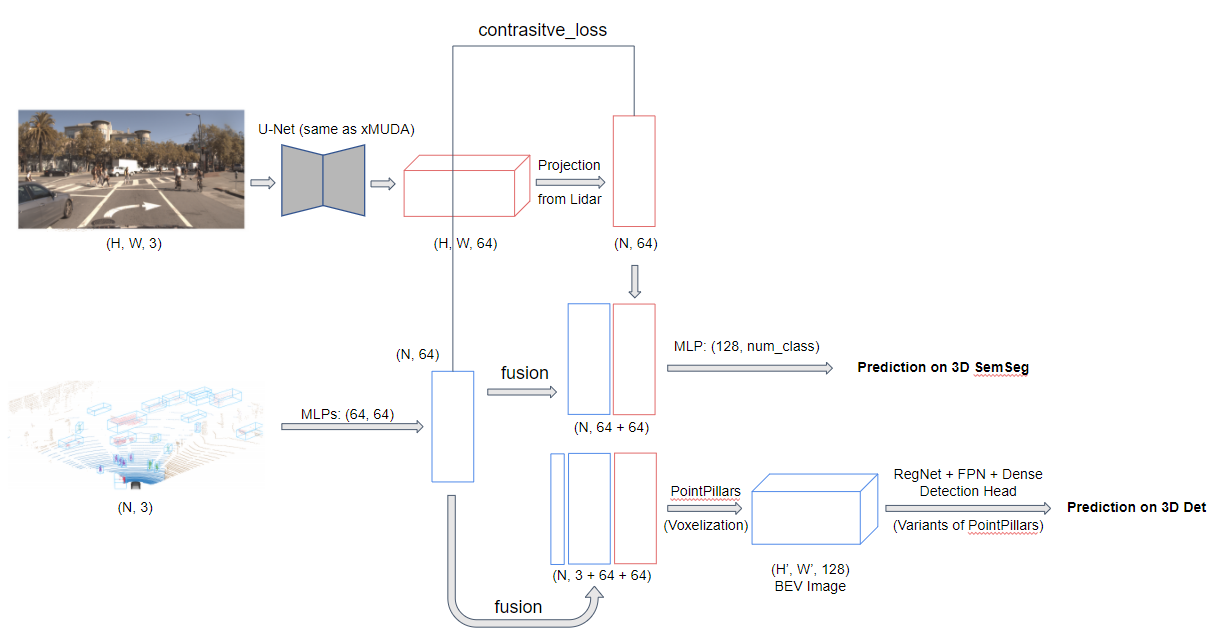 contrasitve_loss
U-Net (same as xMUDA)
Projection
from Lidar
(H, W, 3)
(H, W, 64)
(N, 64)
(N, 64)
MLP: (128, num_class)
fusion
Prediction on 3D SemSeg
MLPs: (64, 64)
(N, 64 + 64)
(N, 3)
PointPillars
(Voxelization)
RegNet + FPN + Dense
Detection Head
(Variants of PointPillars)
Prediction on 3D Det
(N, 3 + 64 + 64)
(H’, W’, 128)
BEV Image
fusion